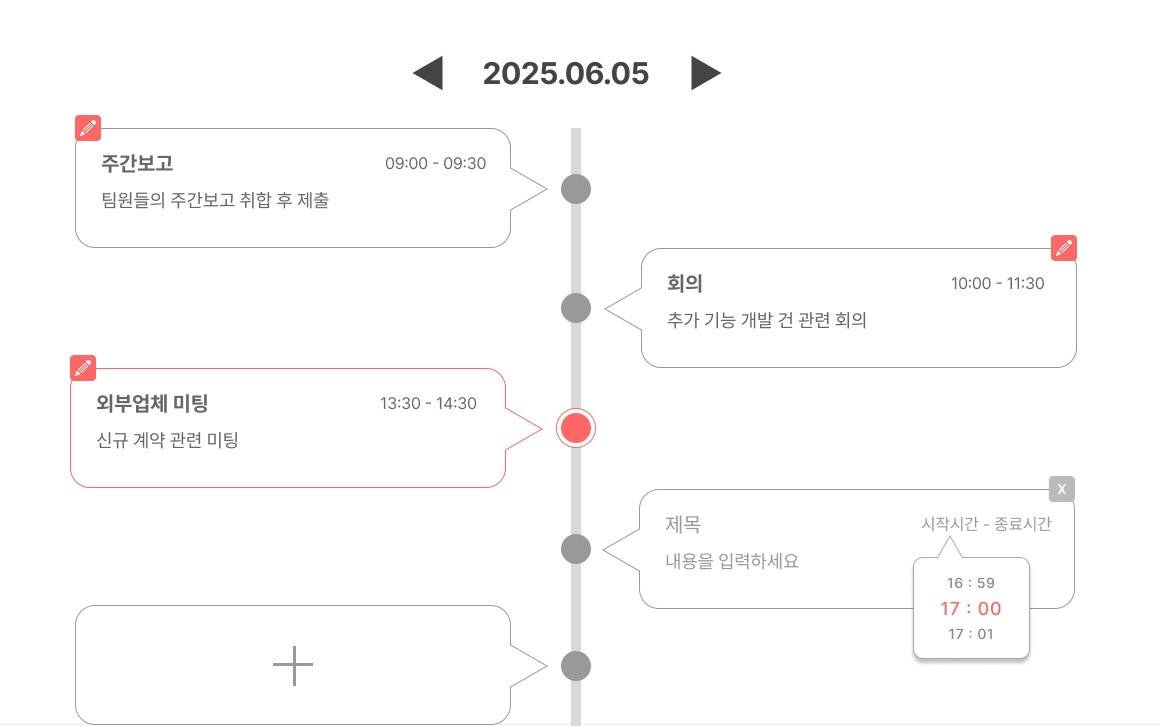 2025.06.05
주간보고 09:00 - 09:30
팀원들의 주간보고 취합 후 제출
회의 10:00 - 11:30
추가 기능 개발 건 관련 회의
외부업체 미팅 13:30 - 14:30
신규 계약 관련 미팅
X
제목 시작시간 - 종료시간
내용을 입력하세요
16 : 59
17 : 00
17 : 01